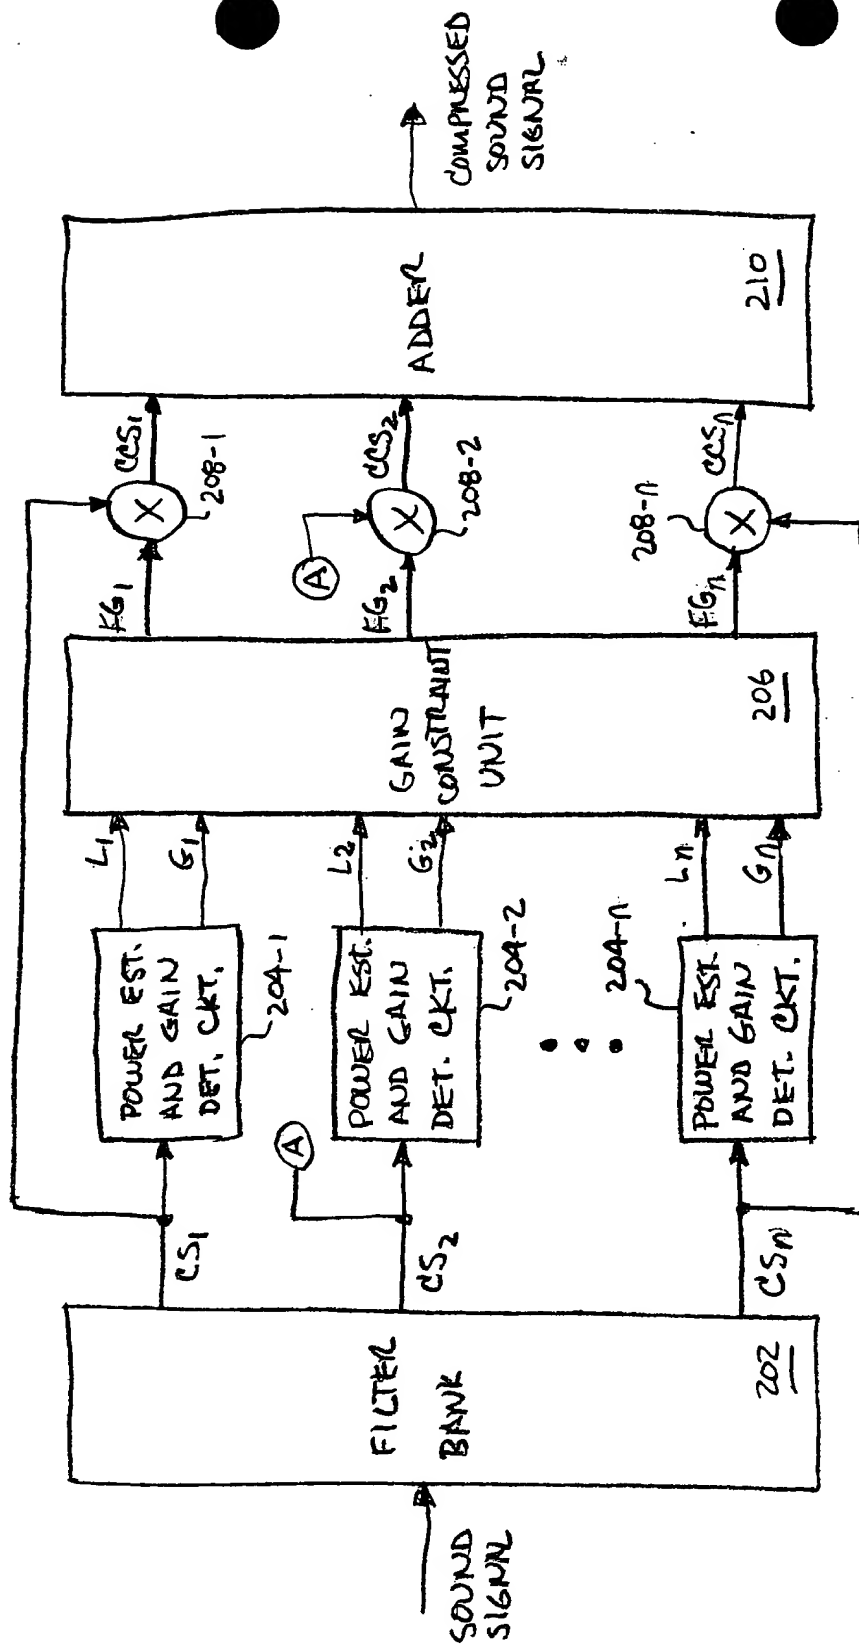 SOUND
SIGNAL
FILTER
BANK
202
CS1
CS2
CSn
A
POWER EST.
AND GAIN
DET. CKT.
204-1
POWER EST.
AND GAIN
DET. CKT.
204-2
POWER EST.
AND GAIN
DET. CKT.
204-n
L1
G1
L2
G2
Ln
Gn
GAIN
CONSTRAINT
UNIT
206
FG1
FG2
FGn
A
X
208-1
X
208-2
X
208-n
CCS1
CCS2
CCSn
ADDER
210
COMPRESSED
SOUND
SIGNAL